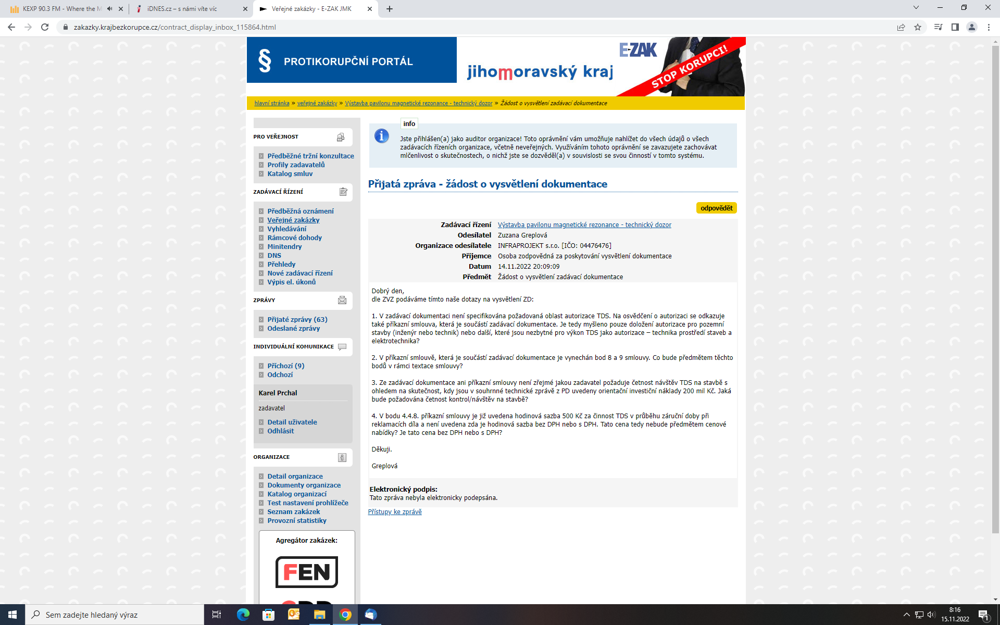 KEXP 90.3 FM - Where the M
iDNES.cz – s námi víte víc
Veřejné zakázky - E-ZAK JMK
zakazky.krajbezkorupce.cz/contract_display_inbox_115864.html
§ PROTIKORUPČNÍ PORTÁL
E-ZAK
jihomoravský kraj
STOP KORUPCI!
hlavní stránka » veřejné zakázky » Výstavba pavilonu magnetické rezonance - technický dozor » Žádost o vysvětlení zadávací dokumentace
PRO VEŘEJNOST
Předběžné tržní konzultace
Profily zadavatelů
Katalog smluv
ZADÁVACÍ ŘÍZENÍ
Předběžná oznámení
Veřejné zakázky
Vyhledávání
Rámcové dohody
Minitendry
DNS
Přehledy
Nové zadávací řízení
Výpis el. úkonů
ZPRÁVY
Přijaté zprávy (63)
Odeslané zprávy
INDIVIDUÁLNÍ KOMUNIKACE
Příchozí (9)
Odchozí
Karel Prchal
zadavatel
Detail uživatele
Odhlásit
ORGANIZACE
Detail organizace
Dokumenty organizace
Katalog organizací
Test nastavení prohlížeče
Seznam zakázek
Provozní statistiky
Agregátor zakázek:
FEN
info
Jste přihlášen(a) jako auditor organizace! Toto oprávnění vám umožňuje nahlížet do všech údajů o všech
zadávacích řízeních organizace, včetně neveřejných. Využíváním tohoto oprávnění se zavazujete zachovávat
mlčenlivost o skutečnostech, o nichž jste se dozvěděl(a) v souvislosti se svou činností v tomto systému.
Přijatá zpráva - žádost o vysvětlení dokumentace
odpovědět
Zadávací řízení Výstavba pavilonu magnetické rezonance - technický dozor
Odesílatel Zuzana Greplová
Organizace odesílatele INFRAPROJEKT s.r.o. [IČO: 04476476]
Příjemce Osoba zodpovědná za poskytování vysvětlení dokumentace
Datum 14.11.2022 20:09:09
Předmět Žádost o vysvětlení zadávací dokumentace
Dobrý den,
dle ZVZ podáváme tímto naše dotazy na vysvětlení ZD:
1. V zadávací dokumentaci není specifikována požadovaná oblast autorizace TDS. Na osvědčení o autorizaci se odkazuje
také příkazní smlouva, která je součástí zadávací dokumentace. Je tedy myšleno pouze doložení autorizace pro pozemní
stavby (inženýr nebo technik) nebo další, které jsou nezbytné pro výkon TDS jako autorizace – technika prostředí staveb a
elektrotechnika?
2. V příkazní smlouvě, která je součástí zadávací dokumentace je vynechán bod 8 a 9 smlouvy. Co bude předmětem těchto
bodů v rámci textace smlouvy?
3. Ze zadávací dokumentace ani příkazní smlouvy není zřejmé jakou zadavatel požaduje četnost návštěv TDS na stavbě s
ohledem na skutečnost, kdy jsou v souhrnné technické zprávě z PD uvedeny orientační investiční náklady 200 mil Kč. Jaká
bude požadována četnost kontrol/návštěv na stavbě?
4. V bodu 4.4.8. příkazní smlouvy je již uvedena hodinová sazba 500 Kč za činnost TDS v průběhu záruční doby při
reklamacích díla a není uvedena zda je hodinová sazba bez DPH nebo s DPH. Tato cena tedy nebude předmětem cenové
nabídky? Je tato cena bez DPH nebo s DPH?
Děkuji.
Greplová
Elektronický podpis:
Tato zpráva nebyla elektronicky podepsána.
Přístupy ke zprávě
Sem zadejte hledaný výraz
8:16
15.11.2022
1